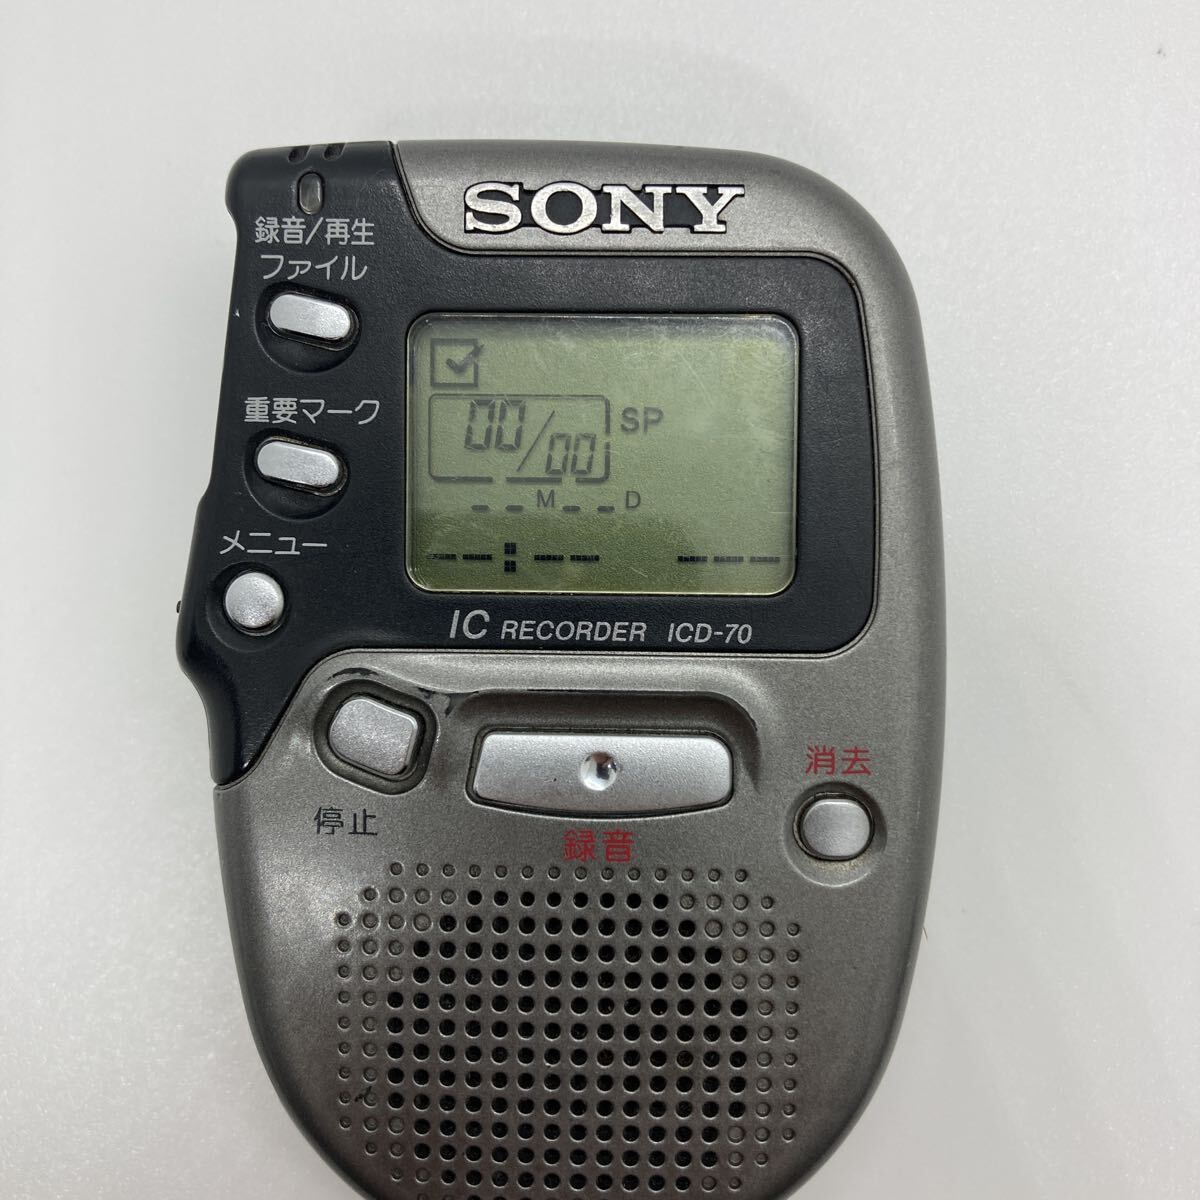 SONY
録音/再生
ファイル
重要マーク
メニュー
00/00 SP
--M--D
--:-- ---
IC RECORDER ICD-70
停止
録音
消去